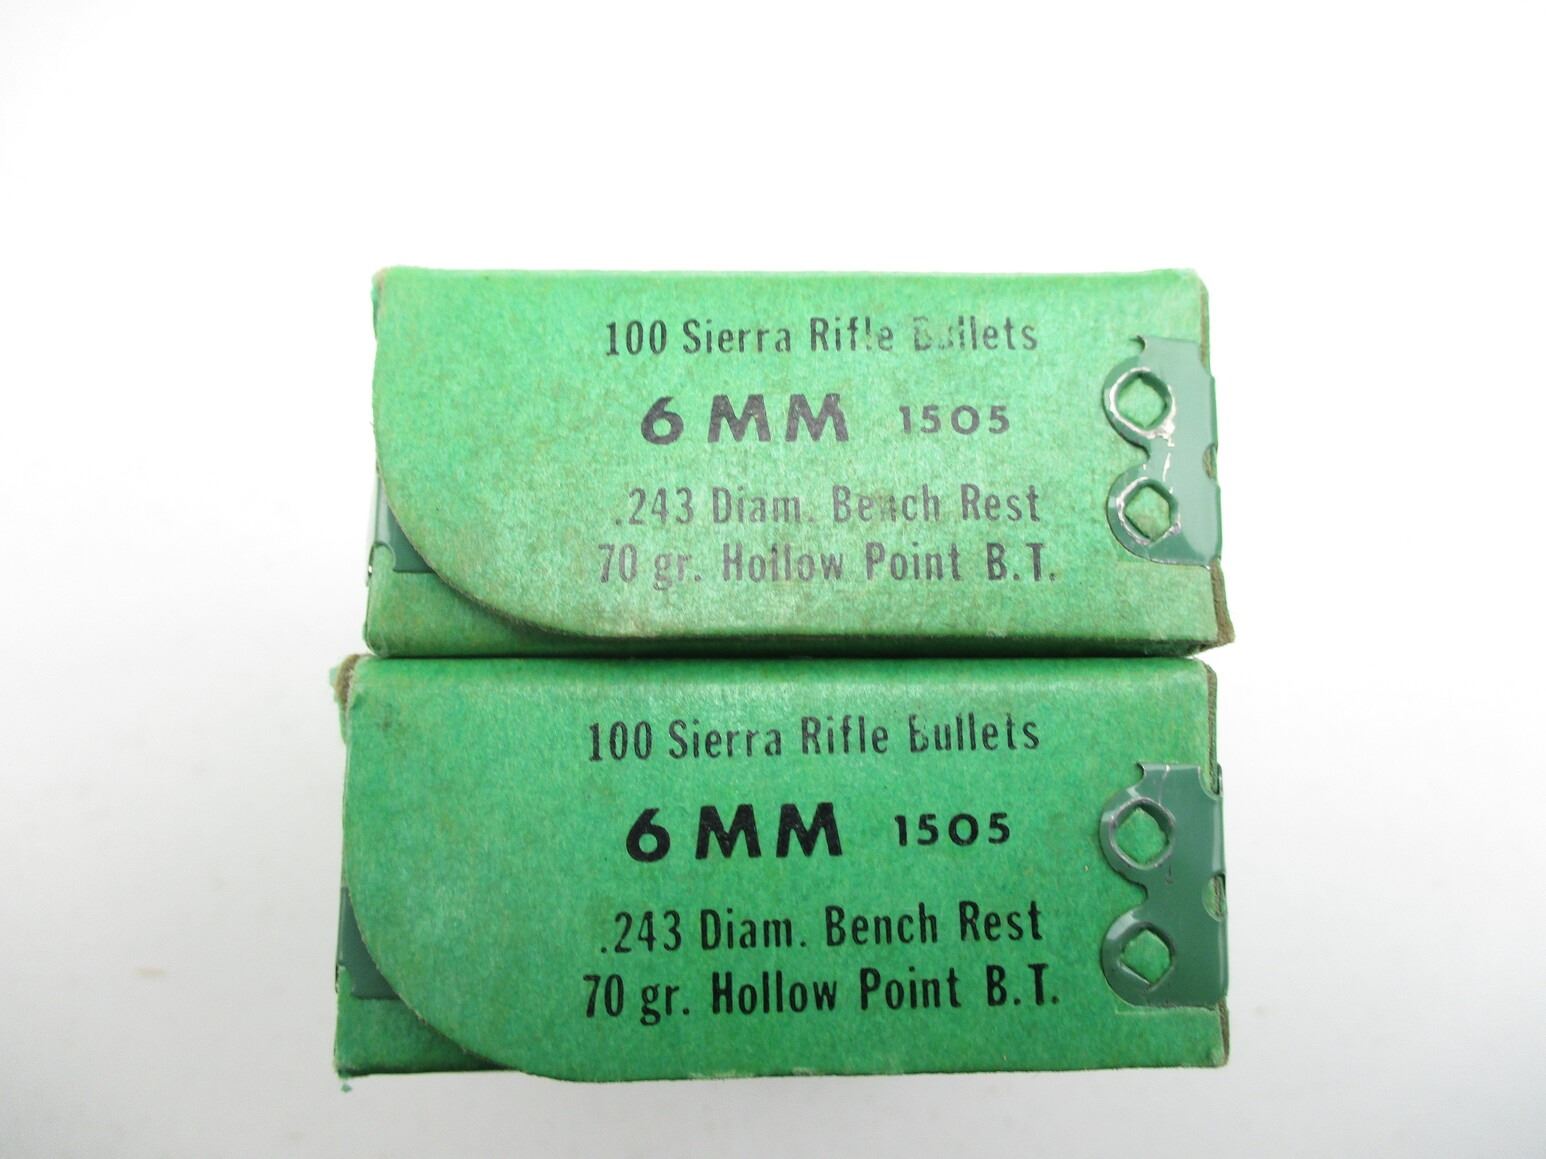 100 Sierra Rifle Bullets
6MM 1505
.243 Diam. Bench Rest
70 gr. Hollow Point B.T.
100 Sierra Rifle Bullets
6MM 1505
.243 Diam. Bench Rest
70 gr. Hollow Point B.T.